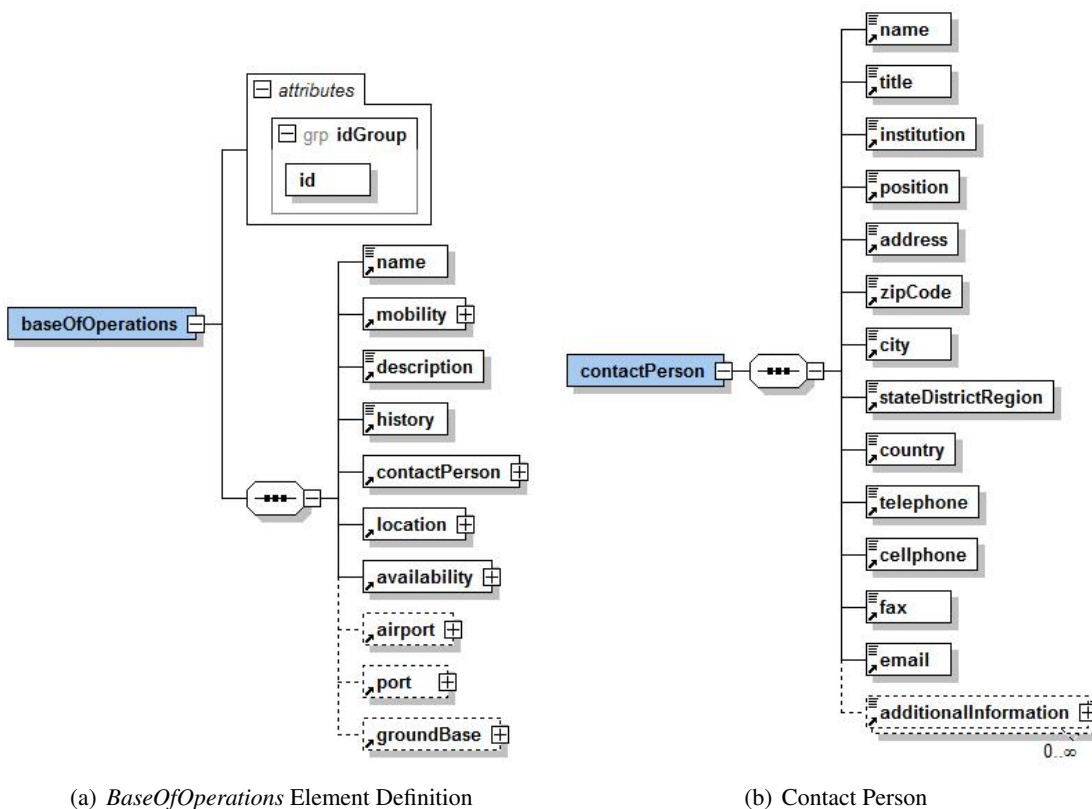 attributes
grp idGroup
id
baseOfOperations
name
mobility
description
history
contactPerson
location
availability
airport
port
groundBase
(a) BaseOfOperations Element Definition
contactPerson
name
title
institution
position
address
zipCode
city
stateDistrictRegion
country
telephone
cellphone
fax
email
additionalInformation
0..∞
(b) Contact Person